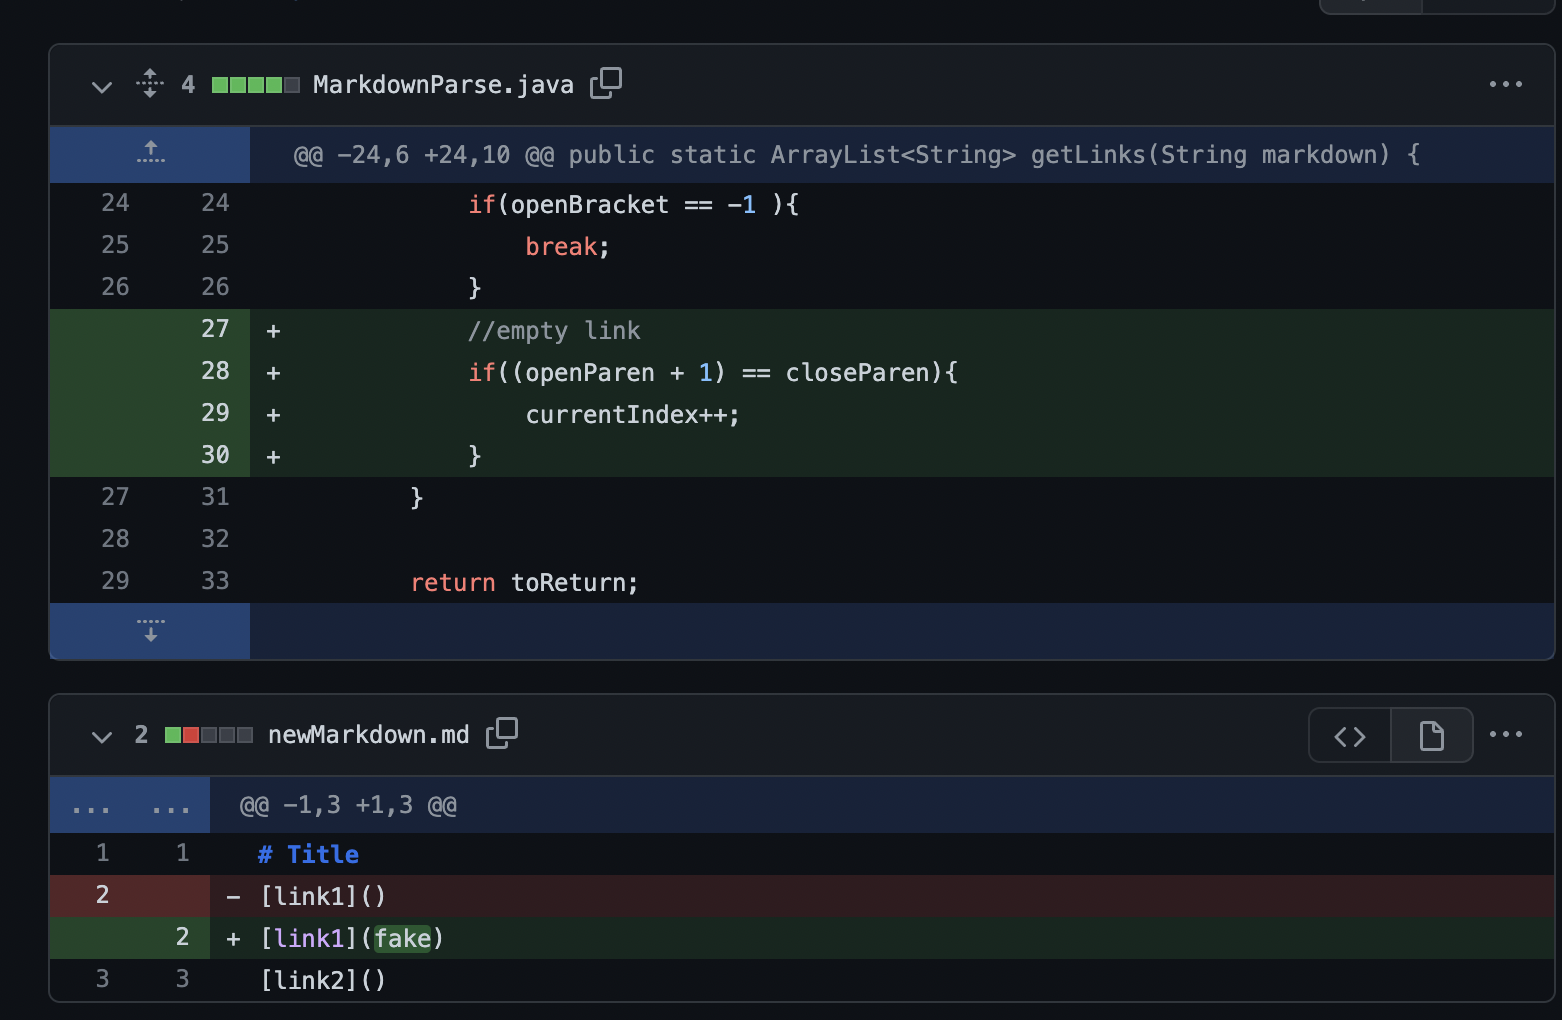 4 MarkdownParse.java
@@ -24,6 +24,10 @@ public static ArrayList<String> getLinks(String markdown) {
24 24 if(openBracket == -1 ){
25 25 break;
26 26 }
27 + //empty link
28 + if((openParen + 1) == closeParen){
29 + currentIndex++;
30 + }
27 31 }
28 32
29 33 return toReturn;
2 newMarkdown.md
... ... @@ -1,3 +1,3 @@
1 1 # Title
2 - [link1]()
2 + [link1](fake)
3 3 [link2]()